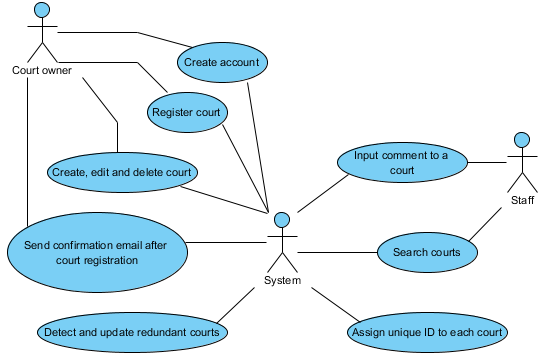 Court owner
Create account
Register court
Create, edit and delete court
Send confirmation email after
court registration
System
Detect and update redundant courts
Input comment to a
court
Staff
Search courts
Assign unique ID to each court